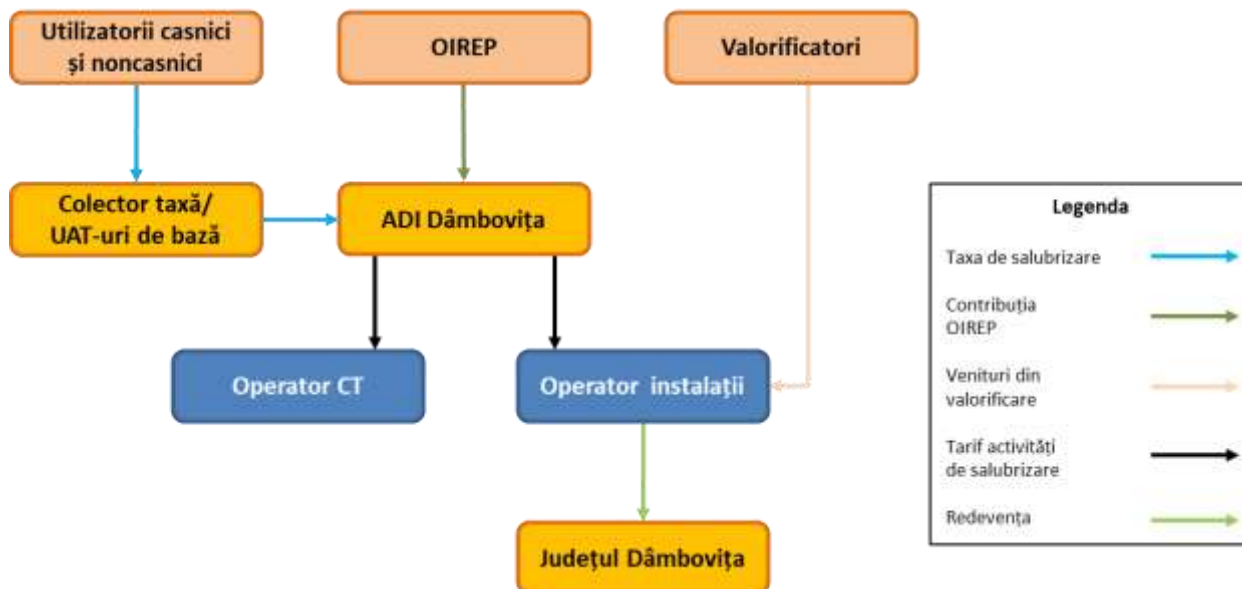 Utilizatorii casnici
și noncasnici
OIREP
Valorificatori
Colector taxă/
UAT-uri de bază
ADI Dâmbovița
Operator CT
Operator instalații
Județul Dâmbovița
Legenda
Taxa de salubrizare
Contribuția
OIREP
Venituri din
valorificare
Tarif activități
de salubrizare
Redevența